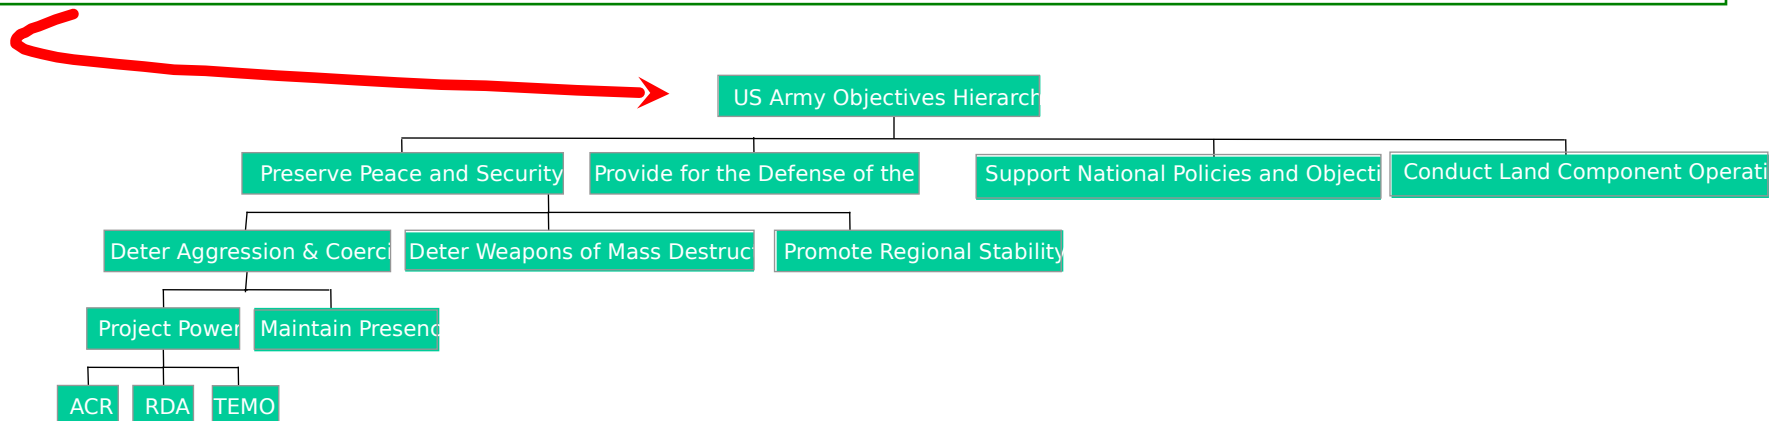 US Army Objectives Hierarch
Preserve Peace and Security
Provide for the Defense of the
Support National Policies and Objecti
Conduct Land Component Operati
Deter Aggression & Coerci
Deter Weapons of Mass Destruct
Promote Regional Stability
Project Power
Maintain Presenc
ACR
RDA
TEMO